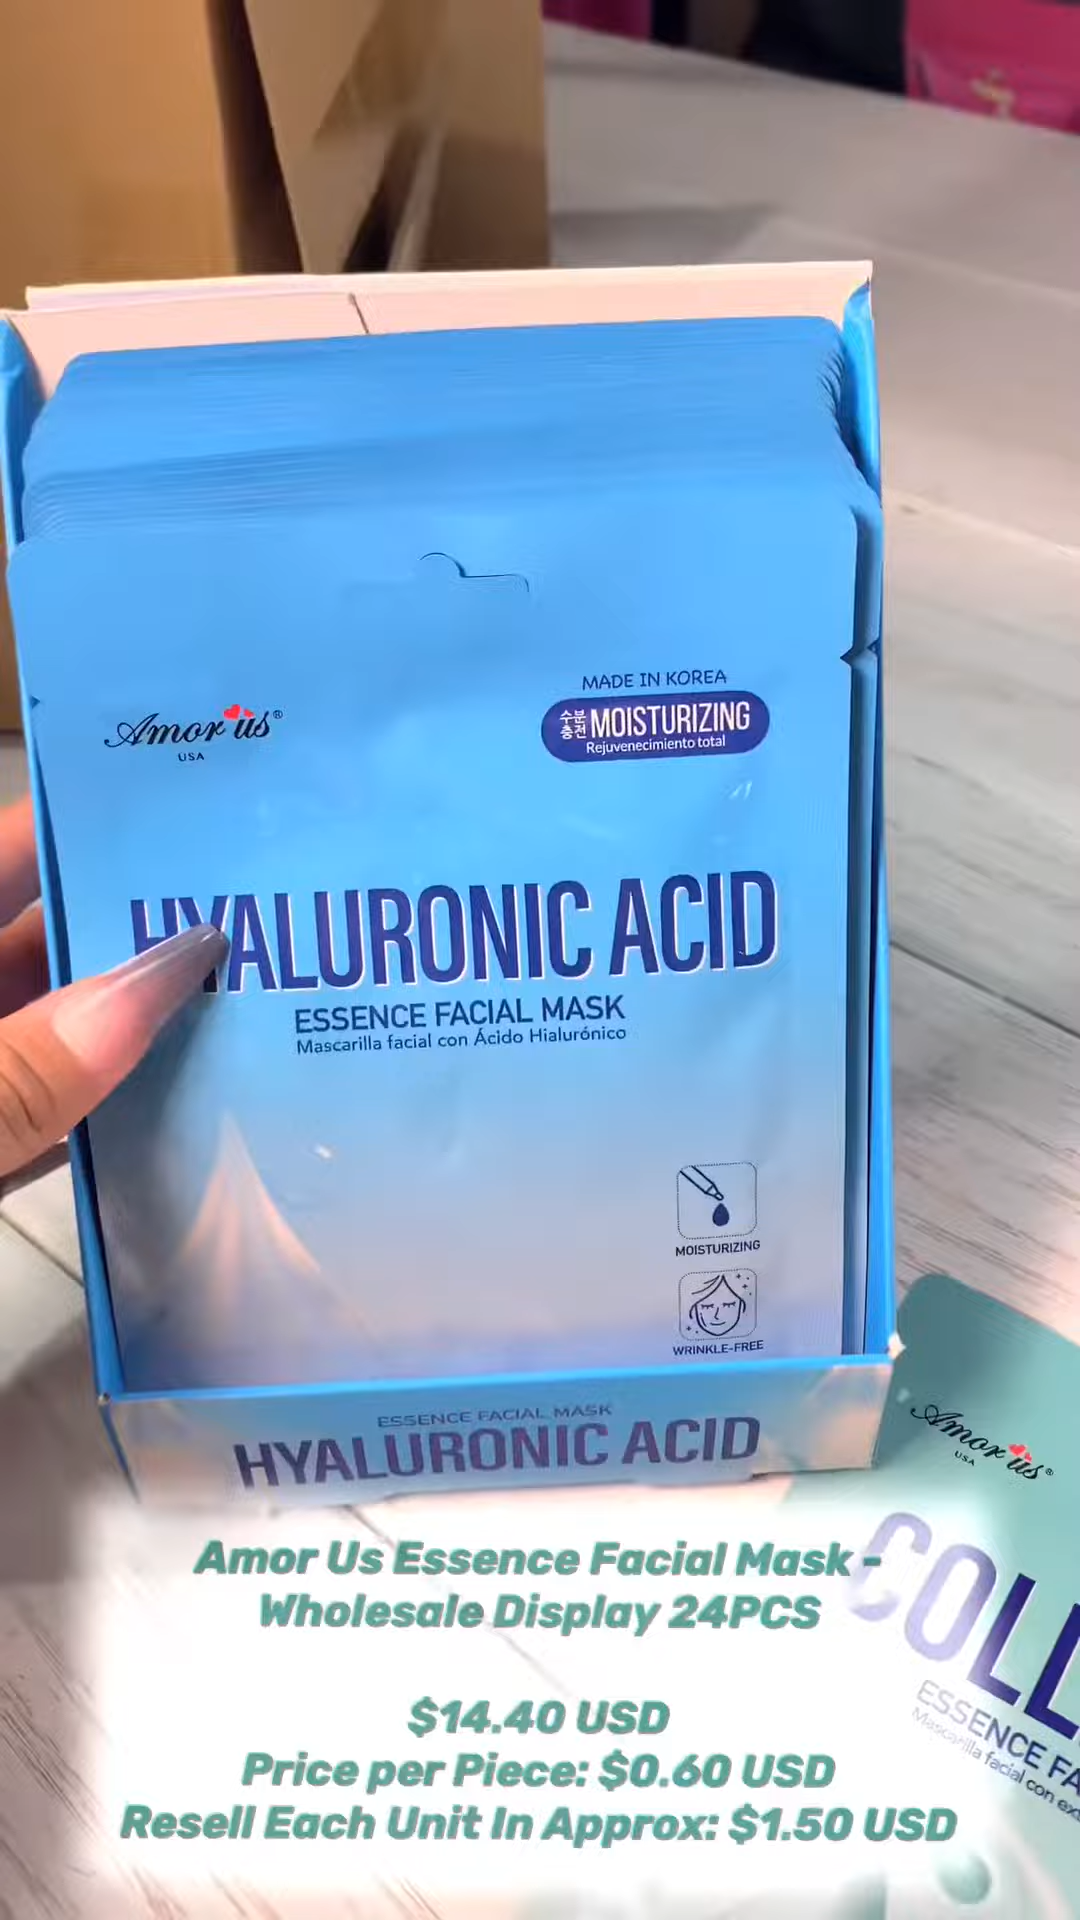 MADE IN KOREA
수분
충전
MOISTURIZING
Rejuvenecimiento total
Amor us®
USA
HYALURONIC ACID
ESSENCE FACIAL MASK
Mascarilla facial con Ácido Hialurónico
MOISTURIZING
WRINKLE-FREE
ESSENCE FACIAL MASK
HYALURONIC ACID
Amor us®
USA
COLL
ESSENCE FA
Mascarilla facial con ex
Amor Us Essence Facial Mask -
Wholesale Display 24PCS
$14.40 USD
Price per Piece: $0.60 USD
Resell Each Unit In Approx: $1.50 USD